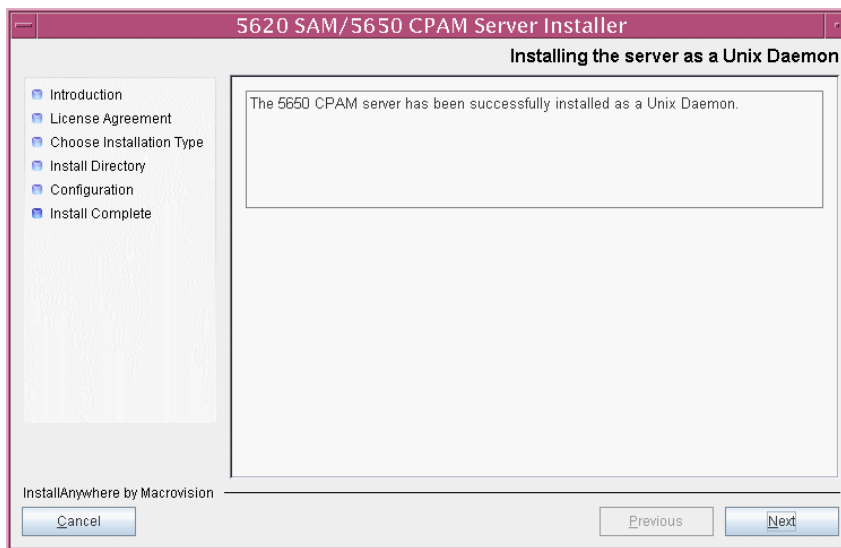 5620 SAM/5650 CPAM Server Installer
Installing the server as a Unix Daemon
Introduction
License Agreement
Choose Installation Type
Install Directory
Configuration
Install Complete
The 5650 CPAM server has been successfully installed as a Unix Daemon.
InstallAnywhere by Macrovision
Cancel
Previous
Next